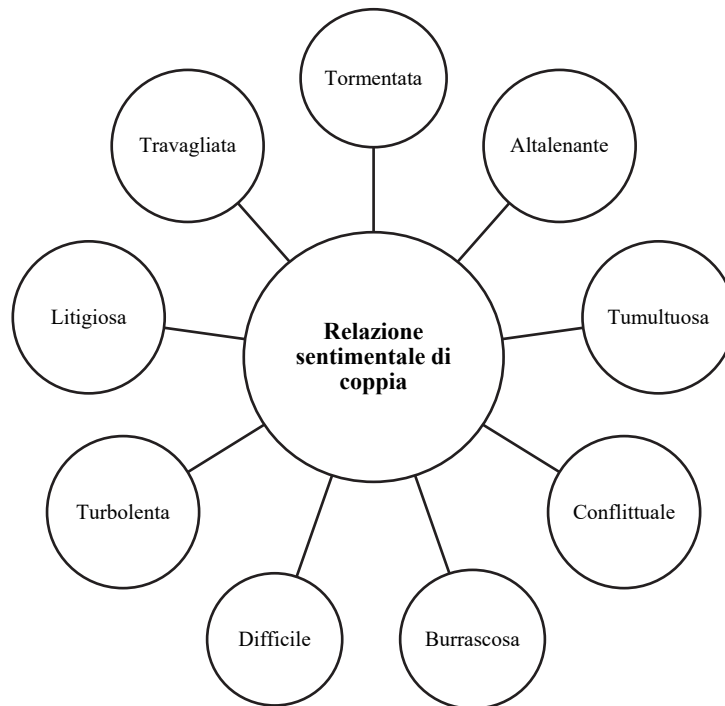 Tormentata
Travagliata
Altalenante
Litigiosa
Relazione
sentimentale di
coppia
Tumultuosa
Turbolenta
Conflittuale
Difficile
Burrascosa